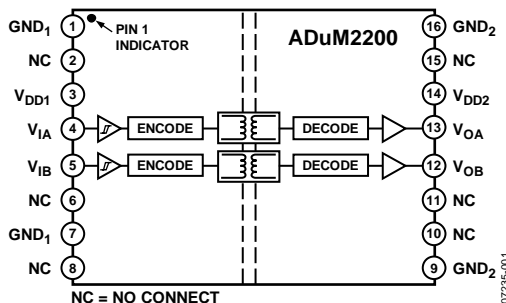 GND1 1 PIN 1 INDICATOR ADuM2200 16 GND2
NC 2 15 NC
VDD1 3 14 VDD2
VIA 4 ENCODE DECODE 13 VOA
VIB 5 ENCODE DECODE 12 VOB
NC 6 11 NC
GND1 7 10 NC
NC 8 9 GND2
NC = NO CONNECT
07235-001